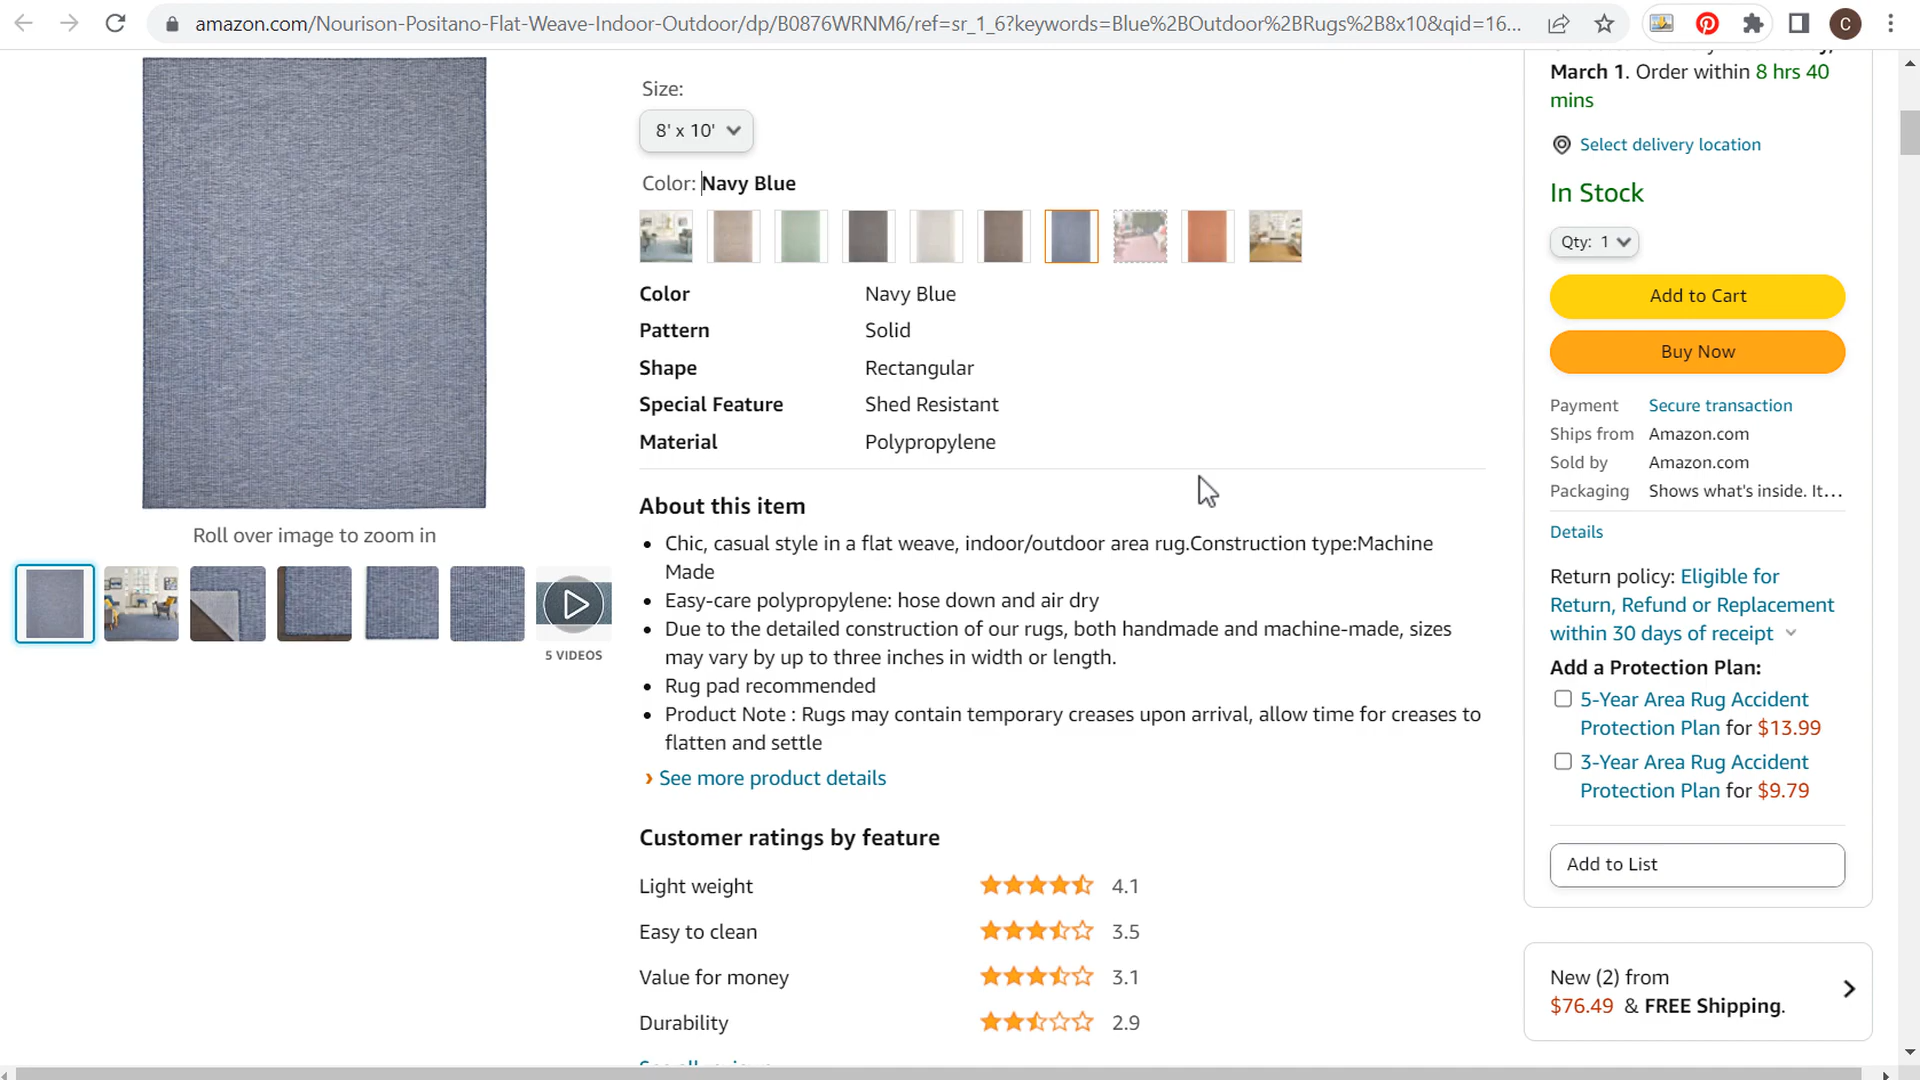 amazon.com/Nourison-Positano-Flat-Weave-Indoor-Outdoor/dp/B0876WRNM6/ref=sr_1_6?keywords=Blue%2BOutdoor%2BRugs%2B8x10&qid=16...
C
Roll over image to zoom in
5 VIDEOS
Size:
8' x 10'
Color: Navy Blue
Color Navy Blue
Pattern Solid
Shape Rectangular
Special Feature Shed Resistant
Material Polypropylene
About this item
• Chic, casual style in a flat weave, indoor/outdoor area rug.Construction type:Machine
Made
• Easy-care polypropylene: hose down and air dry
• Due to the detailed construction of our rugs, both handmade and machine-made, sizes
may vary by up to three inches in width or length.
• Rug pad recommended
• Product Note : Rugs may contain temporary creases upon arrival, allow time for creases to
flatten and settle
› See more product details
Customer ratings by feature
Light weight 4.1
Easy to clean 3.5
Value for money 3.1
Durability 2.9
March 1. Order within 8 hrs 40
mins
Select delivery location
In Stock
Qty: 1
Add to Cart
Buy Now
Payment Secure transaction
Ships from Amazon.com
Sold by Amazon.com
Packaging Shows what's inside. It...
Details
Return policy: Eligible for
Return, Refund or Replacement
within 30 days of receipt
Add a Protection Plan:
5-Year Area Rug Accident
Protection Plan for $13.99
3-Year Area Rug Accident
Protection Plan for $9.79
Add to List
New (2) from
$76.49 & FREE Shipping.